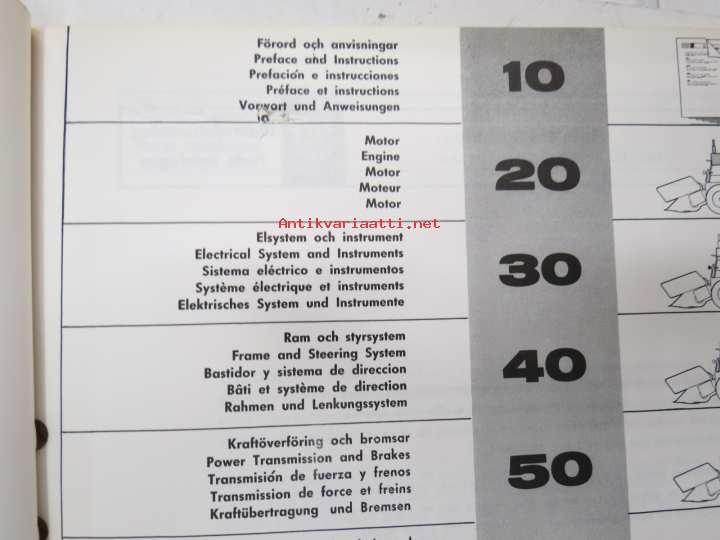 Förord och anvisningar
Preface and Instructions
Prefación e instrucciones
Préface et instructions
Vorwort und Anweisungen
10
Motor
Engine
Motor
Moteur
Motor
20
Antikvariaatti.net
Elsystem och instrument
Electrical System and Instruments
Sistema eléctrico e instrumentos
Système électrique et instruments
Elektrisches System und Instrumente
30
Ram och styrsystem
Frame and Steering System
Bastidor y sistema de direccion
Bâti et système de direction
Rahmen und Lenkungssystem
40
Kraftöverföring och bromsar
Power Transmission and Brakes
Transmisión de fuerza y frenos
Transmission de force et freins
Kraftübertragung und Bremsen
50